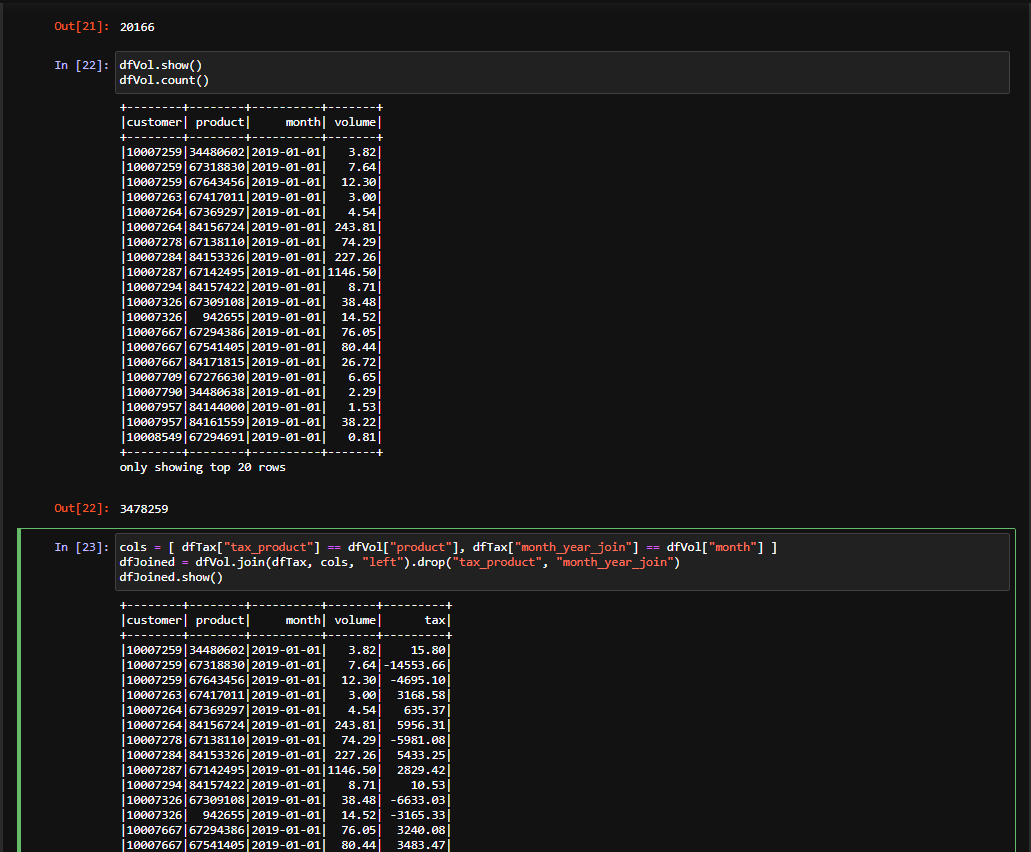 Out[21]: 20166
In [22]: dfVol.show()
dfVol.count()
+--------+--------+----------+-------+
|customer| product|     month| volume|
+--------+--------+----------+-------+
|10007259|34480602|2019-01-01|   3.82|
|10007259|67318830|2019-01-01|   7.64|
|10007259|67643456|2019-01-01|  12.30|
|10007263|67417011|2019-01-01|   3.00|
|10007264|67369297|2019-01-01|   4.54|
|10007264|84156724|2019-01-01| 243.81|
|10007278|67138110|2019-01-01|  74.29|
|10007284|84153326|2019-01-01| 227.26|
|10007287|67142495|2019-01-01|1146.50|
|10007294|84157422|2019-01-01|   8.71|
|10007326|67309108|2019-01-01|  38.48|
|10007326|  942655|2019-01-01|  14.52|
|10007667|67294386|2019-01-01|  76.05|
|10007667|67541405|2019-01-01|  80.44|
|10007667|84171815|2019-01-01|  26.72|
|10007709|67276630|2019-01-01|   6.65|
|10007790|34480638|2019-01-01|   2.29|
|10007957|84144000|2019-01-01|   1.53|
|10007957|84161559|2019-01-01|  38.22|
|10008549|67294691|2019-01-01|   0.81|
+--------+--------+----------+-------+
only showing top 20 rows
Out[22]: 3478259
In [23]: cols = [ dfTax["tax_product"] == dfVol["product"], dfTax["month_year_join"] == dfVol["month"] ]
dfJoined = dfVol.join(dfTax, cols, "left").drop("tax_product", "month_year_join")
dfJoined.show()
+--------+--------+----------+-------+---------+
|customer| product|     month| volume|      tax|
+--------+--------+----------+-------+---------+
|10007259|34480602|2019-01-01|   3.82|    15.80|
|10007259|67318830|2019-01-01|   7.64|-14553.66|
|10007259|67643456|2019-01-01|  12.30| -4695.10|
|10007263|67417011|2019-01-01|   3.00|  3168.58|
|10007264|67369297|2019-01-01|   4.54|   635.37|
|10007264|84156724|2019-01-01| 243.81|  5956.31|
|10007278|67138110|2019-01-01|  74.29| -5981.08|
|10007284|84153326|2019-01-01| 227.26|  5433.25|
|10007287|67142495|2019-01-01|1146.50|  2829.42|
|10007294|84157422|2019-01-01|   8.71|    10.53|
|10007326|67309108|2019-01-01|  38.48| -6633.03|
|10007326|  942655|2019-01-01|  14.52| -3165.33|
|10007667|67294386|2019-01-01|  76.05|  3240.08|
|10007667|67541405|2019-01-01|  80.44|  3483.47|